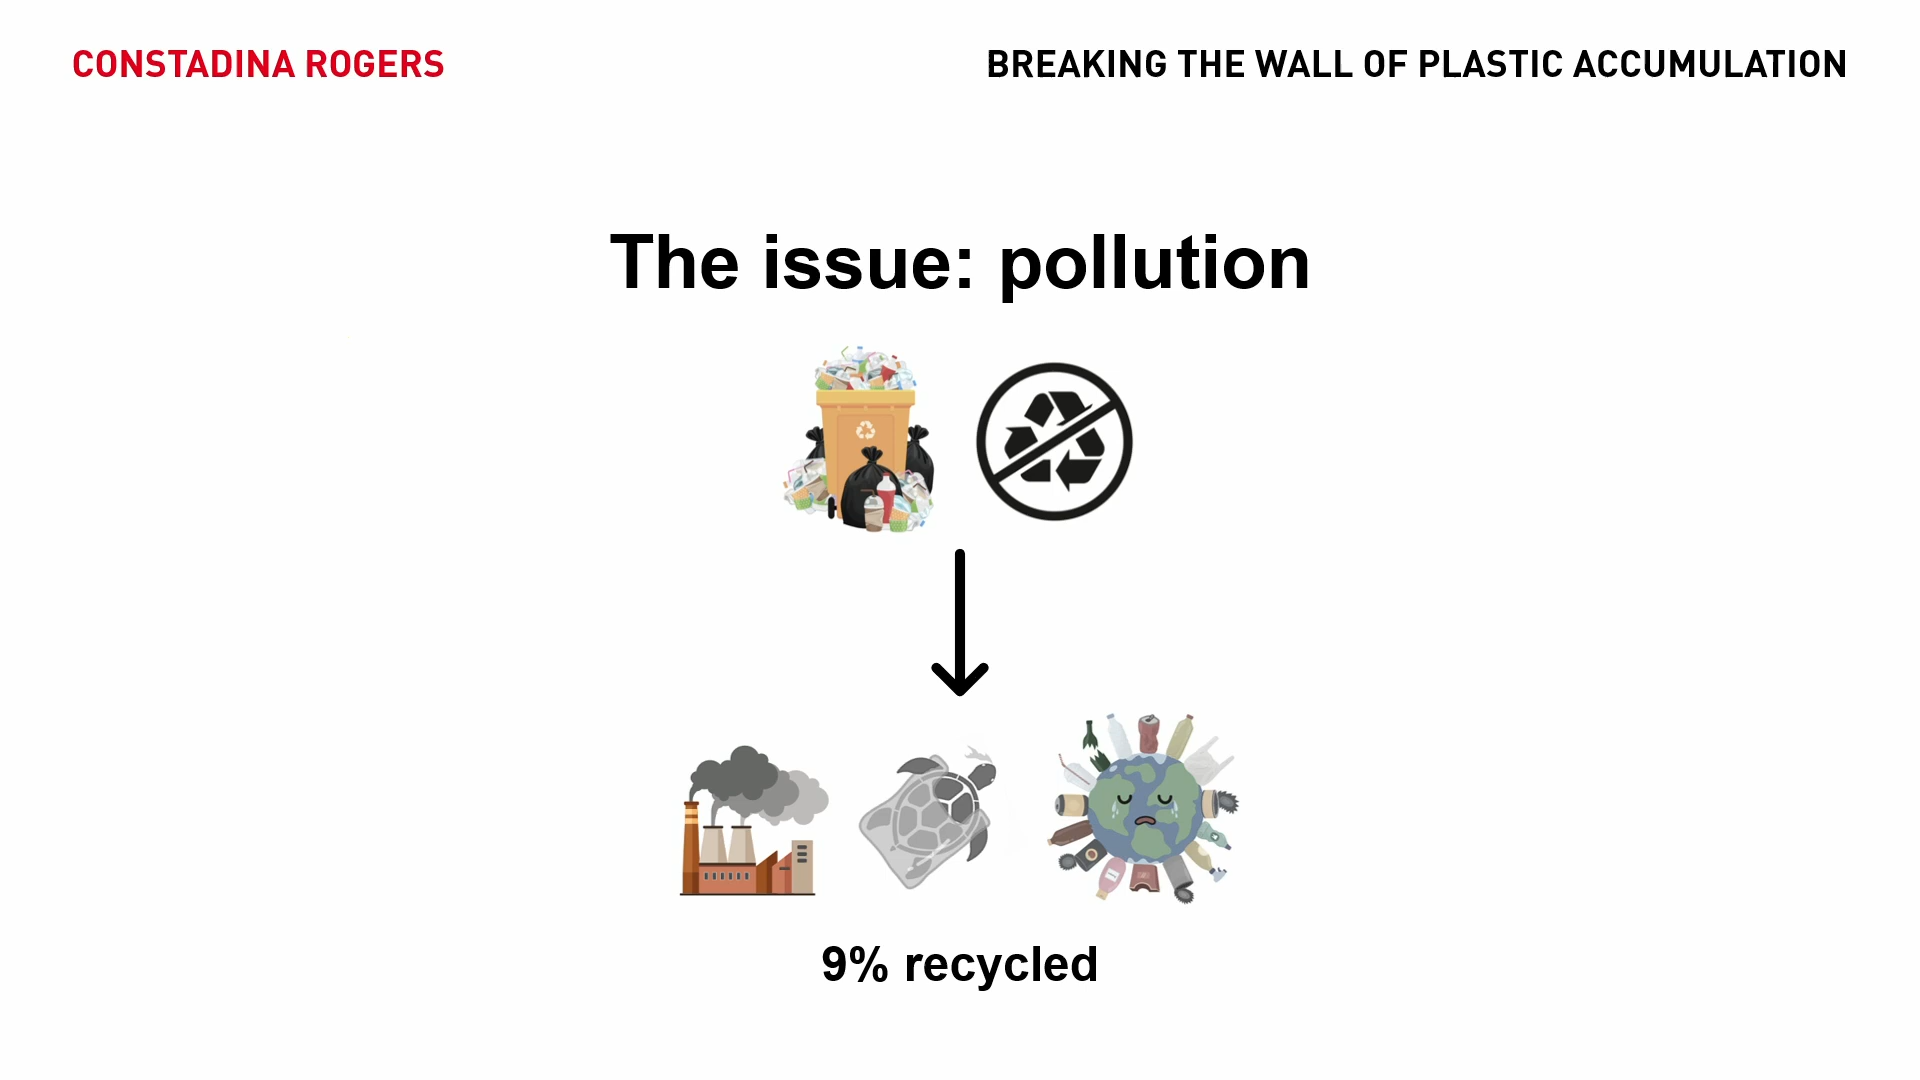 CONSTADINA ROGERS
BREAKING THE WALL OF PLASTIC ACCUMULATION
The issue: pollution
9% recycled